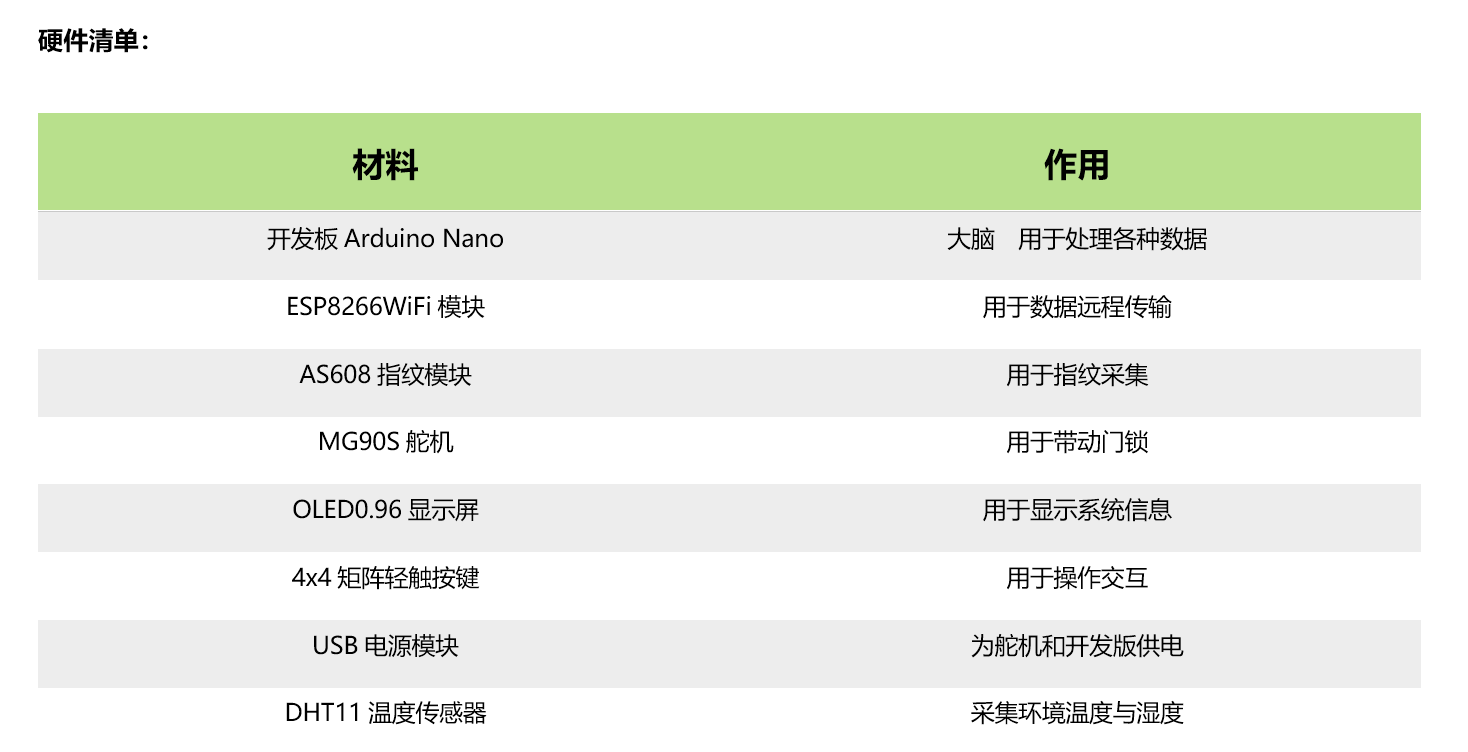 硬件清单：
材料 作用
开发板 Arduino Nano 大脑　用于处理各种数据
ESP8266WiFi 模块 用于数据远程传输
AS608 指纹模块 用于指纹采集
MG90S 舵机 用于带动门锁
OLED0.96 显示屏 用于显示系统信息
4x4 矩阵轻触按键 用于操作交互
USB 电源模块 为舵机和开发版供电
DHT11 温度传感器 采集环境温度与湿度